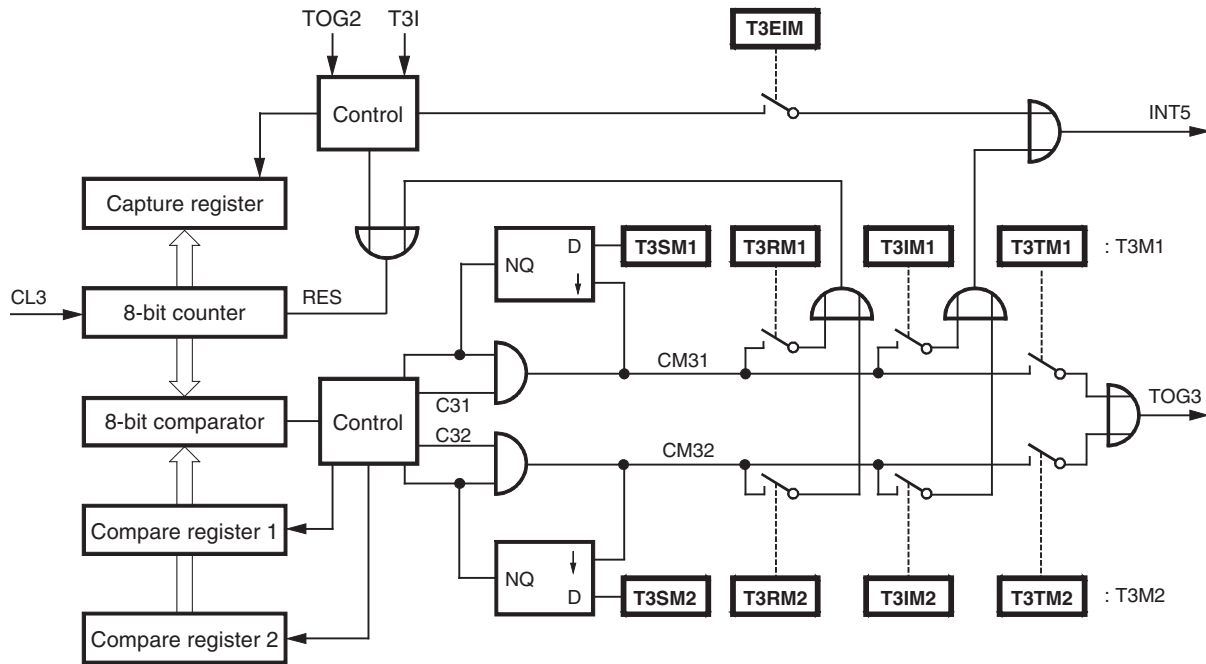 TOG2 T3I
T3EIM
Control
INT5
Capture register
D
T3SM1
T3RM1
T3IM1
T3TM1
: T3M1
NQ
CL3
8-bit counter
RES
CM31
8-bit comparator
Control
C31
C32
TOG3
CM32
Compare register 1
NQ
D
T3SM2
T3RM2
T3IM2
T3TM2
: T3M2
Compare register 2